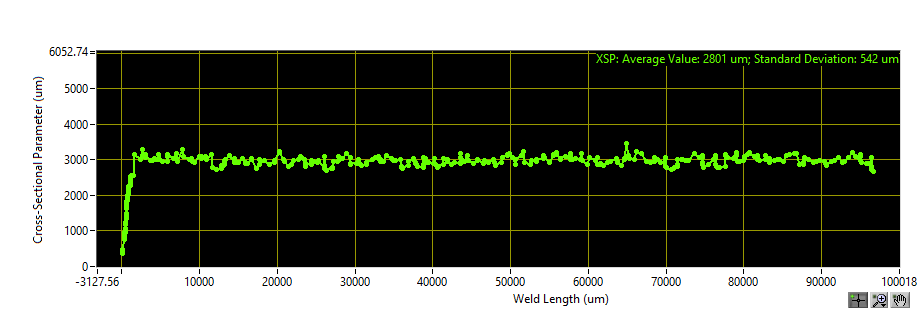 6052.74
XSP: Average Value: 2801 um; Standard Deviation: 542 um
5000
4000
3000
2000
1000
0
Cross-Sectional Parameter (um)
-3127.56 10000 20000 30000 40000 50000 60000 70000 80000 90000 100018
Weld Length (um)